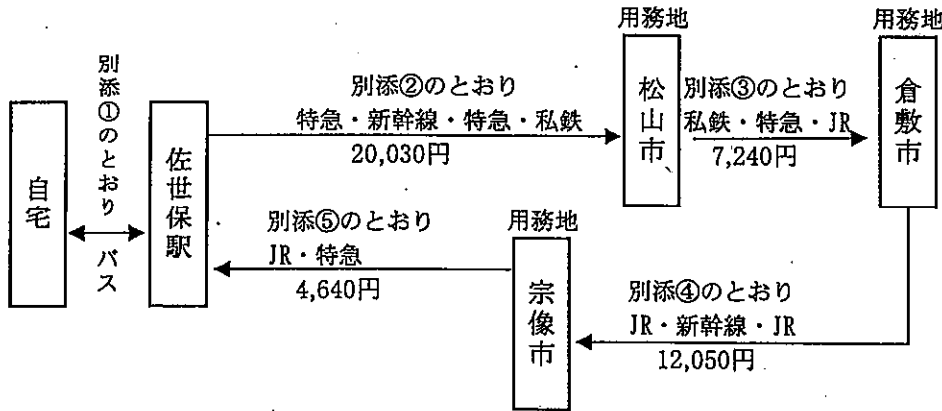 自宅
別添①のとおり
バス
佐世保駅
別添②のとおり
特急・新幹線・特急・私鉄
20,030円
用務地
松山市
別添③のとおり
私鉄・特急・JR
7,240円
用務地
倉敷市
別添④のとおり
JR・新幹線・JR
12,050円
用務地
宗像市
別添⑤のとおり
JR・特急
4,640円